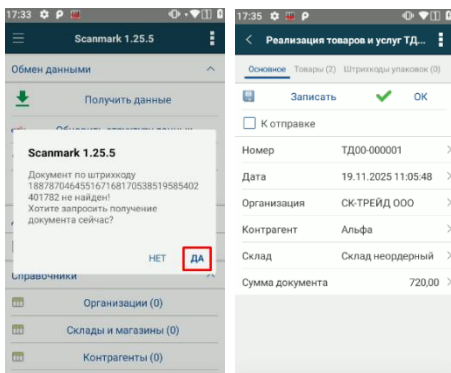 17:33
Scanmark 1.25.5
Обмен данными
Получить данные
Scanmark 1.25.5
Документ по штрихкоду
188787046455167168170538519585402
401782 не найден!
Хотите запросить получение
документа сейчас?
НЕТ ДА
Справочники
Организации (0)
Склады и магазины (0)
Контрагенты (0)
17:35
Реализация товаров и услуг ТД...
Основное Товары (2) Штрихкоды упаковок (0)
Записать ОК
К отправке
Номер ТД00-000001
Дата 19.11.2025 11:05:48
Организация СК-ТРЕЙД ООО
Контрагент Альфа
Склад Склад неордерный
Сумма документа 720,00